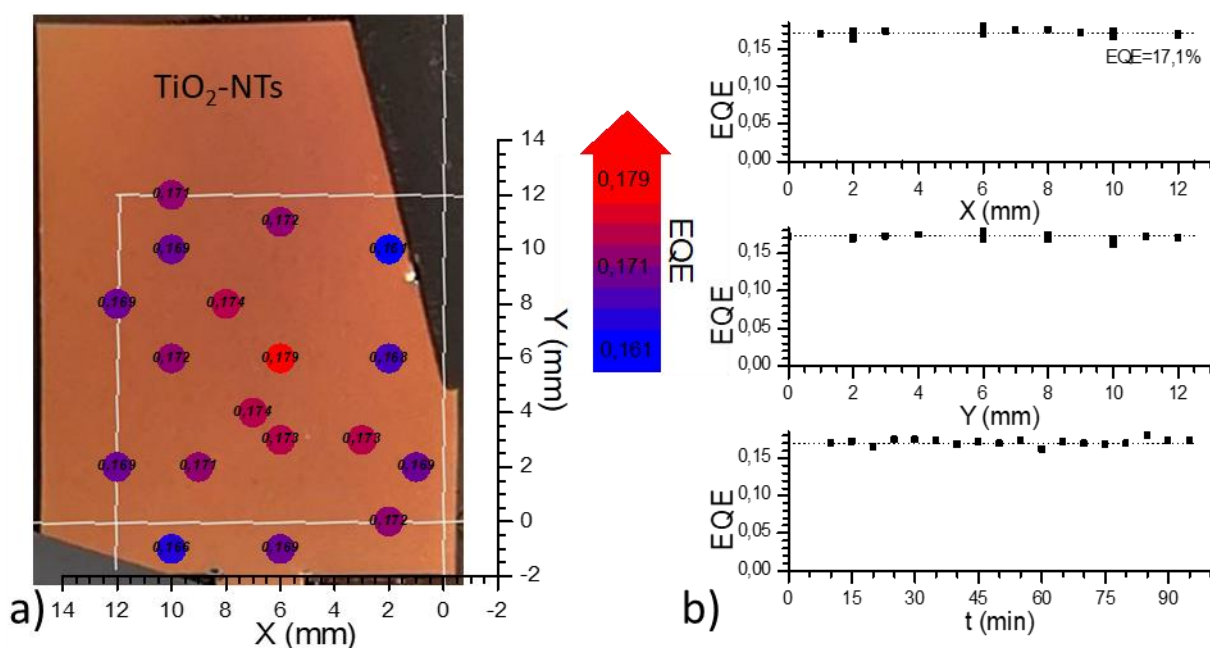 TiO₂-NTs
0,171
0,172
0,169
0,161
0,169
0,174
0,172
0,179
0,168
0,174
0,173
0,173
0,169
0,171
0,169
0,172
0,166
0,169
14
12
10
8
6
4
2
0
-2
Y (mm)
14 12 10 8 6 4 2 0 -2
X (mm)
a)
0,179
0,171
0,161
EQE
b)
0,15
0,10
0,05
0,00
EQE
EQE=17,1%
0 2 4 6 8 10 12
X (mm)
0,15
0,10
0,05
0,00
EQE
0 2 4 6 8 10 12
Y (mm)
0,15
0,10
0,05
0,00
EQE
0 15 30 45 60 75 90
t (min)